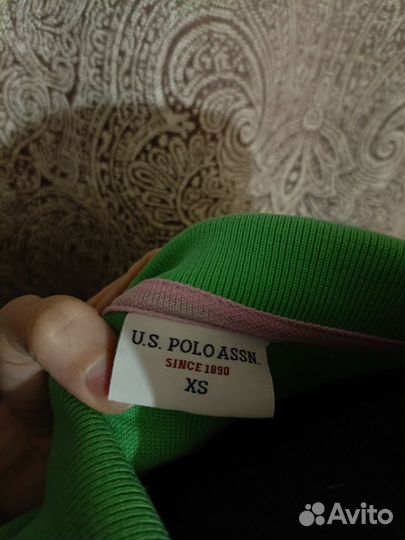 U.S. POLO ASSN.
SINCE 1890
XS
Avito